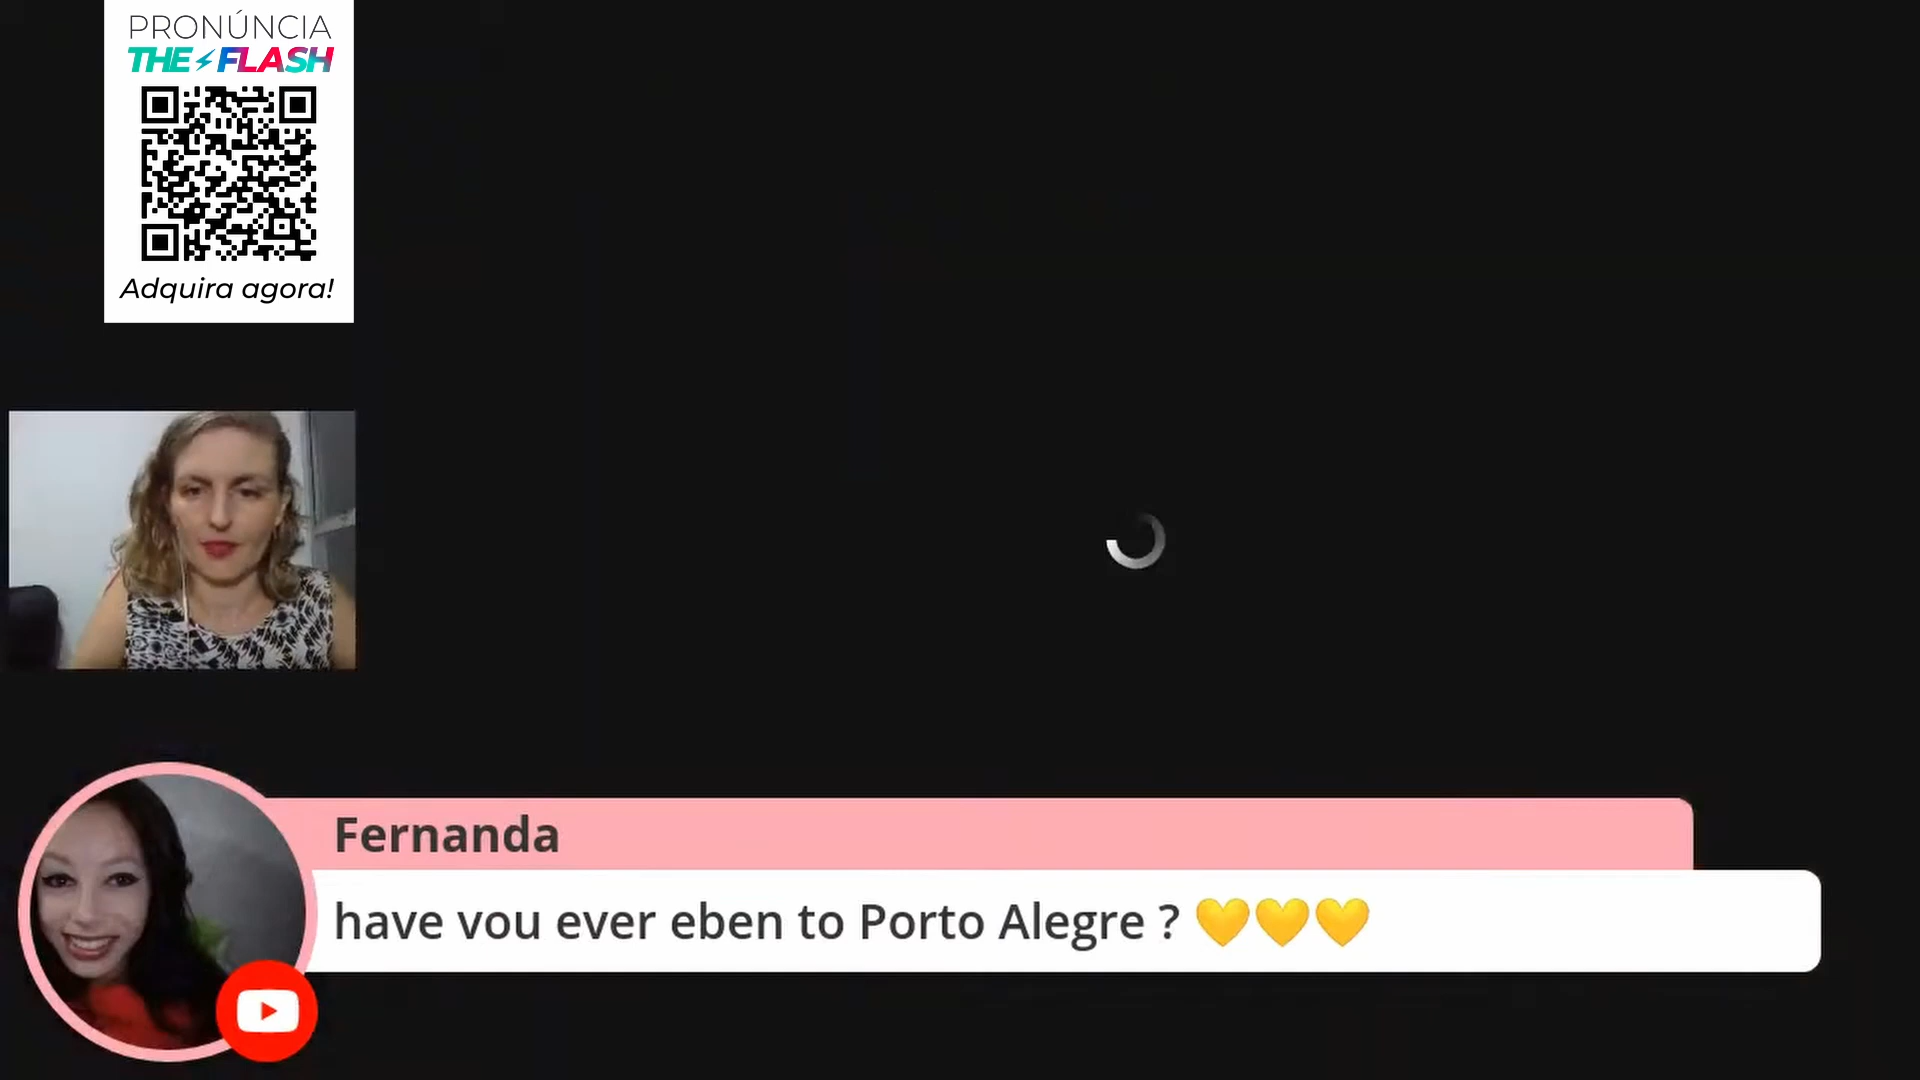 PRONÚNCIA
THE FLASH
Adquira agora!
Fernanda
have vou ever eben to Porto Alegre ? 💛💛💛